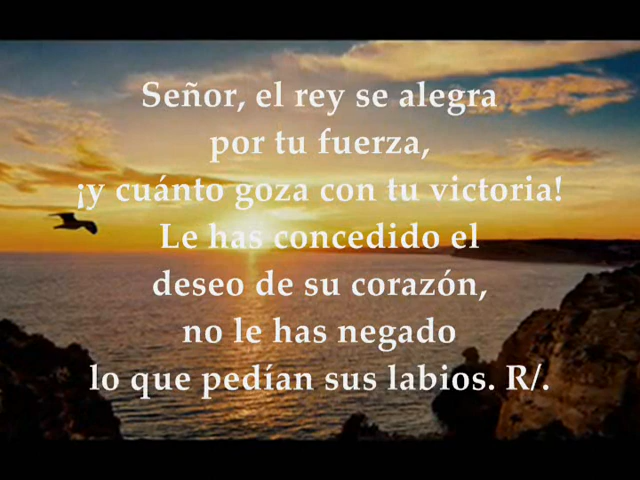 Señor, el rey se alegra
por tu fuerza,
¡y cuánto goza con tu victoria!
Le has concedido el
deseo de su corazón,
no le has negado
lo que pedían sus labios. R/.